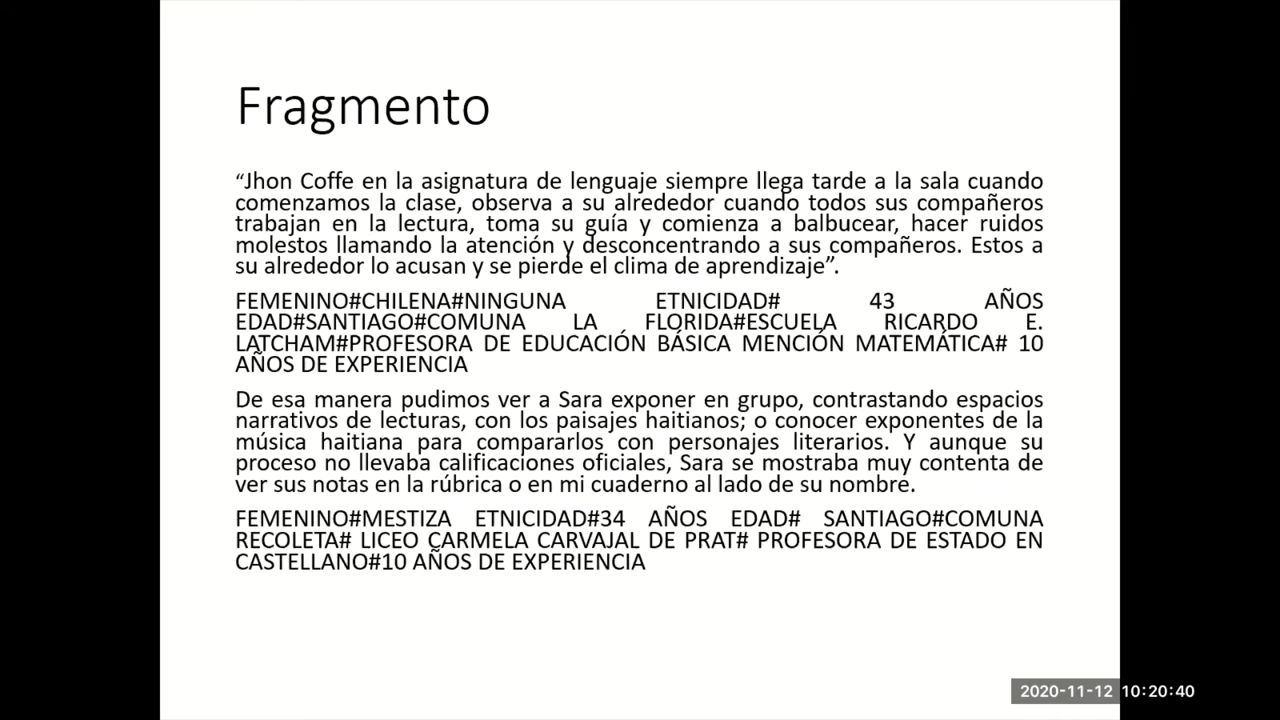 Fragmento
“Jhon Coffe en la asignatura de lenguaje siempre llega tarde a la sala cuando
comenzamos la clase, observa a su alrededor cuando todos sus compañeros
trabajan en la lectura, toma su guía y comienza a balbucear, hacer ruidos
molestos llamando la atención y desconcentrando a sus compañeros. Estos a
su alrededor lo acusan y se pierde el clima de aprendizaje”.
FEMENINO#CHILENA#NINGUNA ETNICIDAD# 43 AÑOS
EDAD#SANTIAGO#COMUNA LA FLORIDA#ESCUELA RICARDO E.
LATCHAM#PROFESORA DE EDUCACIÓN BÁSICA MENCIÓN MATEMÁTICA# 10
AÑOS DE EXPERIENCIA
De esa manera pudimos ver a Sara exponer en grupo, contrastando espacios
narrativos de lecturas, con los paisajes haitianos; o conocer exponentes de la
música haitiana para compararlos con personajes literarios. Y aunque su
proceso no llevaba calificaciones oficiales, Sara se mostraba muy contenta de
ver sus notas en la rúbrica o en mi cuaderno al lado de su nombre.
FEMENINO#MESTIZA ETNICIDAD#34 AÑOS EDAD# SANTIAGO#COMUNA
RECOLETA# LICEO CARMELA CARVAJAL DE PRAT# PROFESORA DE ESTADO EN
CASTELLANO#10 AÑOS DE EXPERIENCIA
2020-11-12 10:20:40